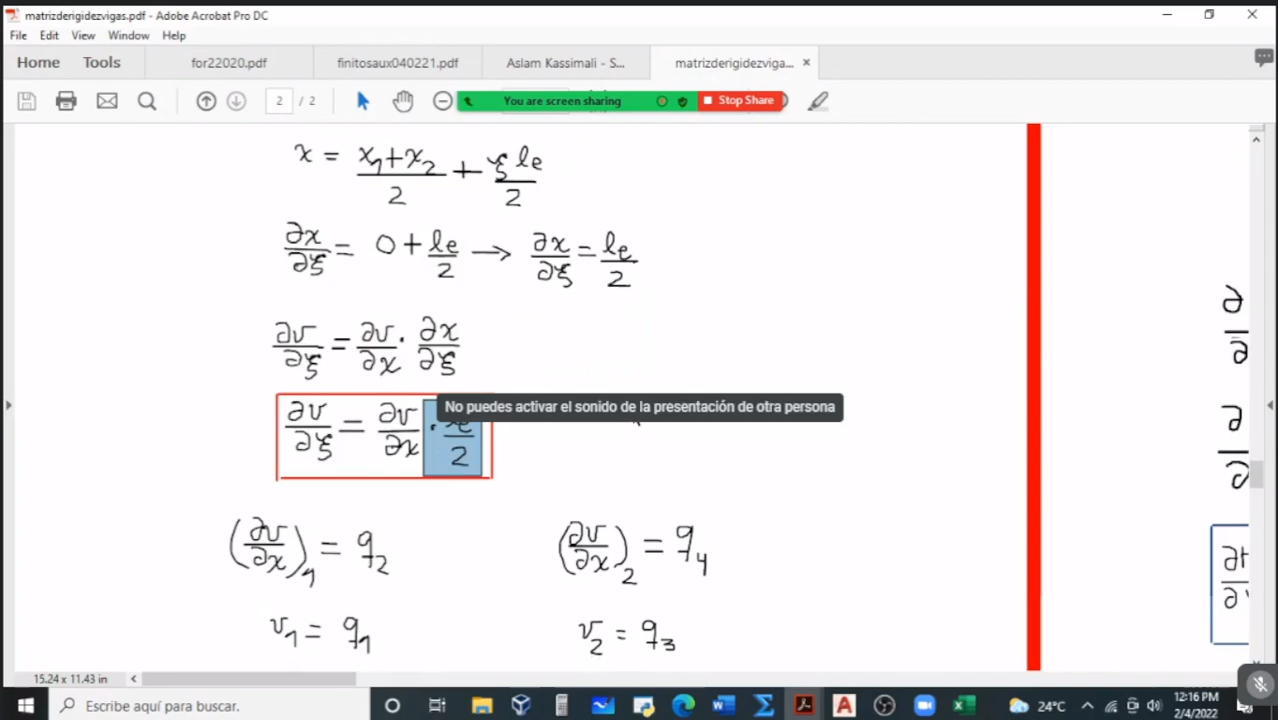 matrizderigidezvigas.pdf - Adobe Acrobat Pro DC
File Edit View Window Help
Home Tools for22020.pdf finitosaux040221.pdf Aslam Kassimali - S... matrizderigidezviga... ×
2 / 2 You are screen sharing Stop Share
x = (x₁+x₂)/2 + ξ le/2
∂x/∂ξ = 0 + le/2 → ∂x/∂ξ = le/2
∂v/∂ξ = ∂v/∂x · ∂x/∂ξ
No puedes activar el sonido de la presentación de otra persona
∂v/∂ξ = ∂v/∂x · le/2
(∂v/∂x)₁ = q₂ (∂v/∂x)₂ = q₄
v₁ = q₁ v₂ = q₃
15.24 x 11.43 in
Escribe aquí para buscar. 24°C 12:16 PM
2/4/2022